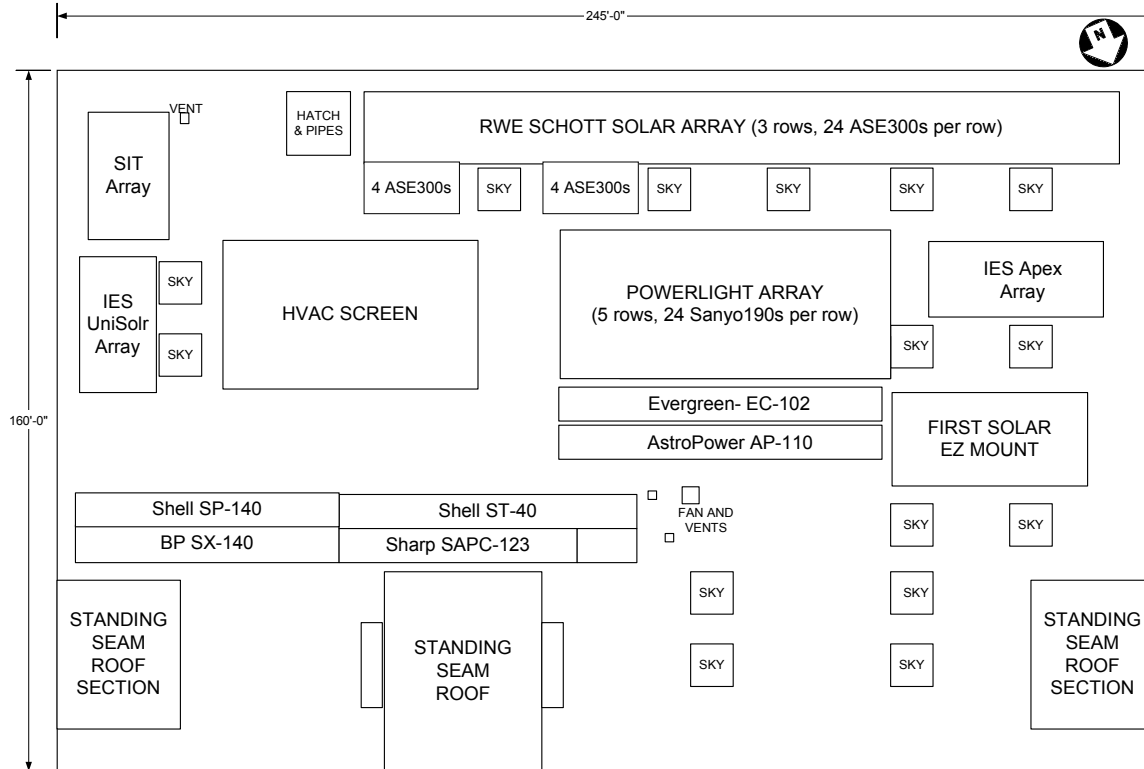 245'-0"
N
VENT
HATCH
& PIPES
RWE SCHOTT SOLAR ARRAY (3 rows, 24 ASE300s per row)
SIT
Array
4 ASE300s
SKY
4 ASE300s
SKY
SKY
SKY
SKY
IES
UniSolr
Array
SKY
SKY
HVAC SCREEN
POWERLIGHT ARRAY
(5 rows, 24 Sanyo190s per row)
IES Apex
Array
SKY
SKY
160'-0"
Evergreen- EC-102
AstroPower AP-110
FIRST SOLAR
EZ MOUNT
Shell SP-140
Shell ST-40
BP SX-140
Sharp SAPC-123
FAN AND
VENTS
SKY
SKY
SKY
SKY
STANDING
SEAM
ROOF
SECTION
STANDING
SEAM
ROOF
SKY
SKY
STANDING
SEAM
ROOF
SECTION